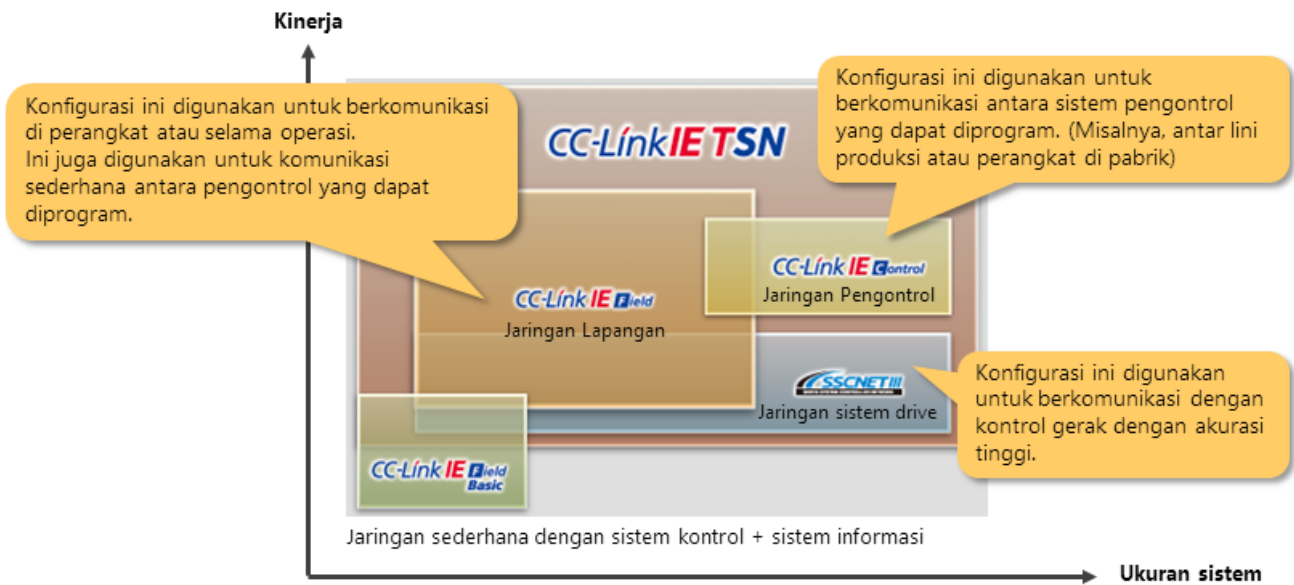 Kinerja
Konfigurasi ini digunakan untuk berkomunikasi
di perangkat atau selama operasi.
Ini juga digunakan untuk komunikasi
sederhana antara pengontrol yang dapat
diprogram.
Konfigurasi ini digunakan untuk
berkomunikasi antara sistem pengontrol
yang dapat diprogram. (Misalnya, antar lini
produksi atau perangkat di pabrik)
CC-Línk IE TSN
CC-Línk IE Control
Jaringan Pengontrol
CC-Línk IE Field
Jaringan Lapangan
SSCNET III
Jaringan sistem drive
Konfigurasi ini digunakan
untuk berkomunikasi dengan
kontrol gerak dengan akurasi
tinggi.
CC-Línk IE Field
Basic
Jaringan sederhana dengan sistem kontrol + sistem informasi
Ukuran sistem